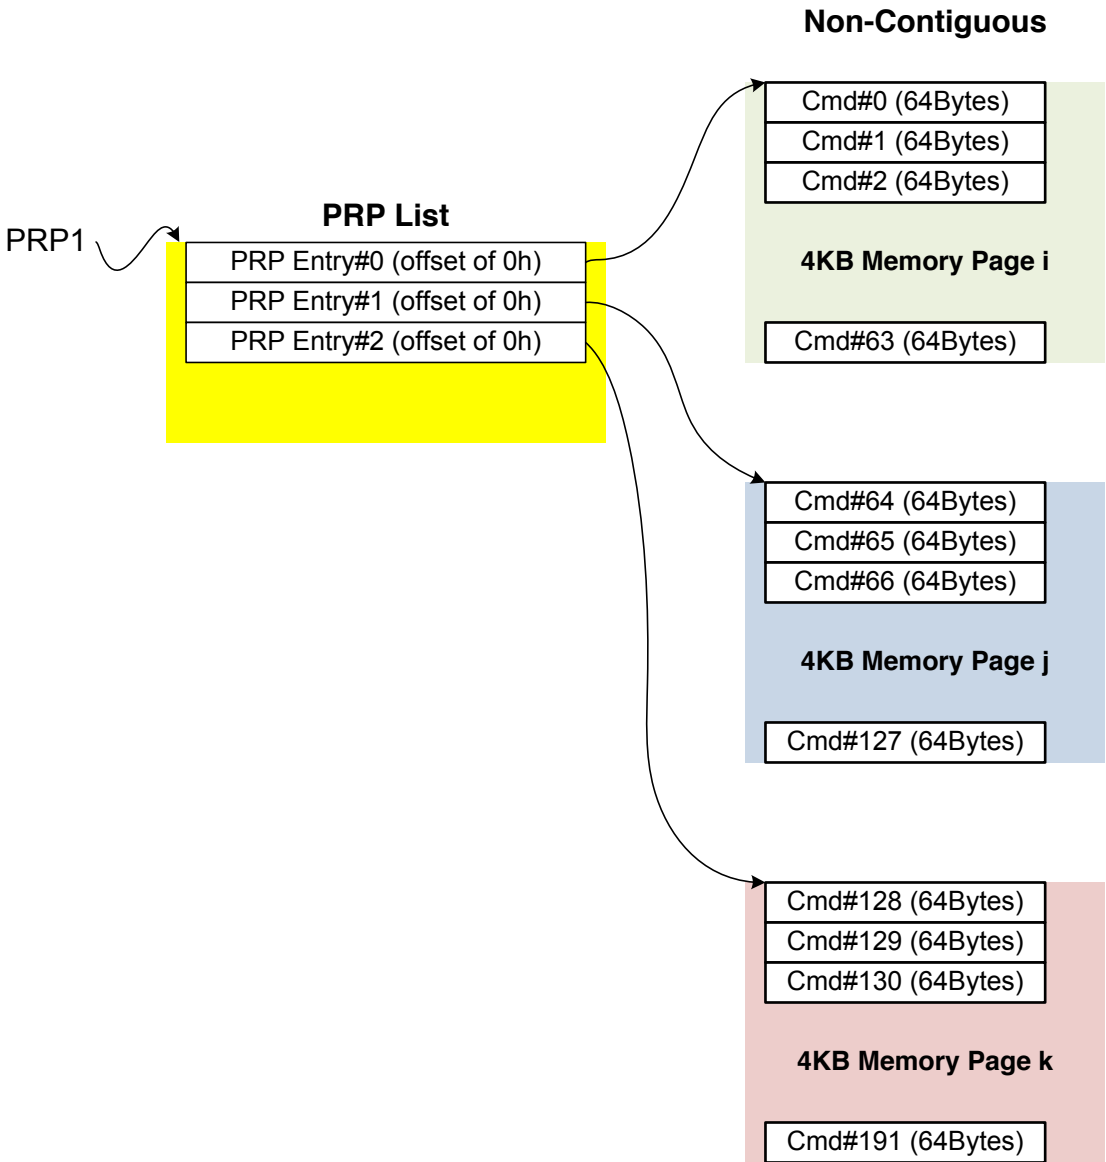 Non-Contiguous
Cmd#0 (64Bytes)
Cmd#1 (64Bytes)
Cmd#2 (64Bytes)
4KB Memory Page i
Cmd#63 (64Bytes)
PRP1
PRP List
PRP Entry#0 (offset of 0h)
PRP Entry#1 (offset of 0h)
PRP Entry#2 (offset of 0h)
Cmd#64 (64Bytes)
Cmd#65 (64Bytes)
Cmd#66 (64Bytes)
4KB Memory Page j
Cmd#127 (64Bytes)
Cmd#128 (64Bytes)
Cmd#129 (64Bytes)
Cmd#130 (64Bytes)
4KB Memory Page k
Cmd#191 (64Bytes)